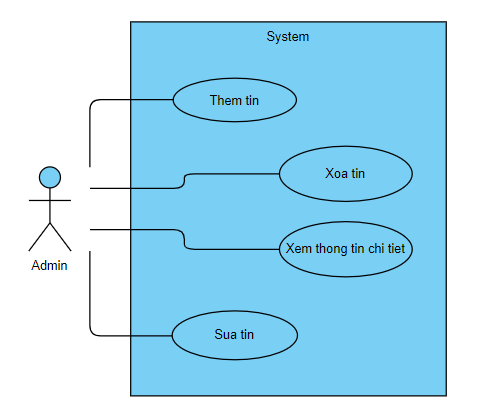 System
Them tin
Xoa tin
Xem thong tin chi tiet
Admin
Sua tin